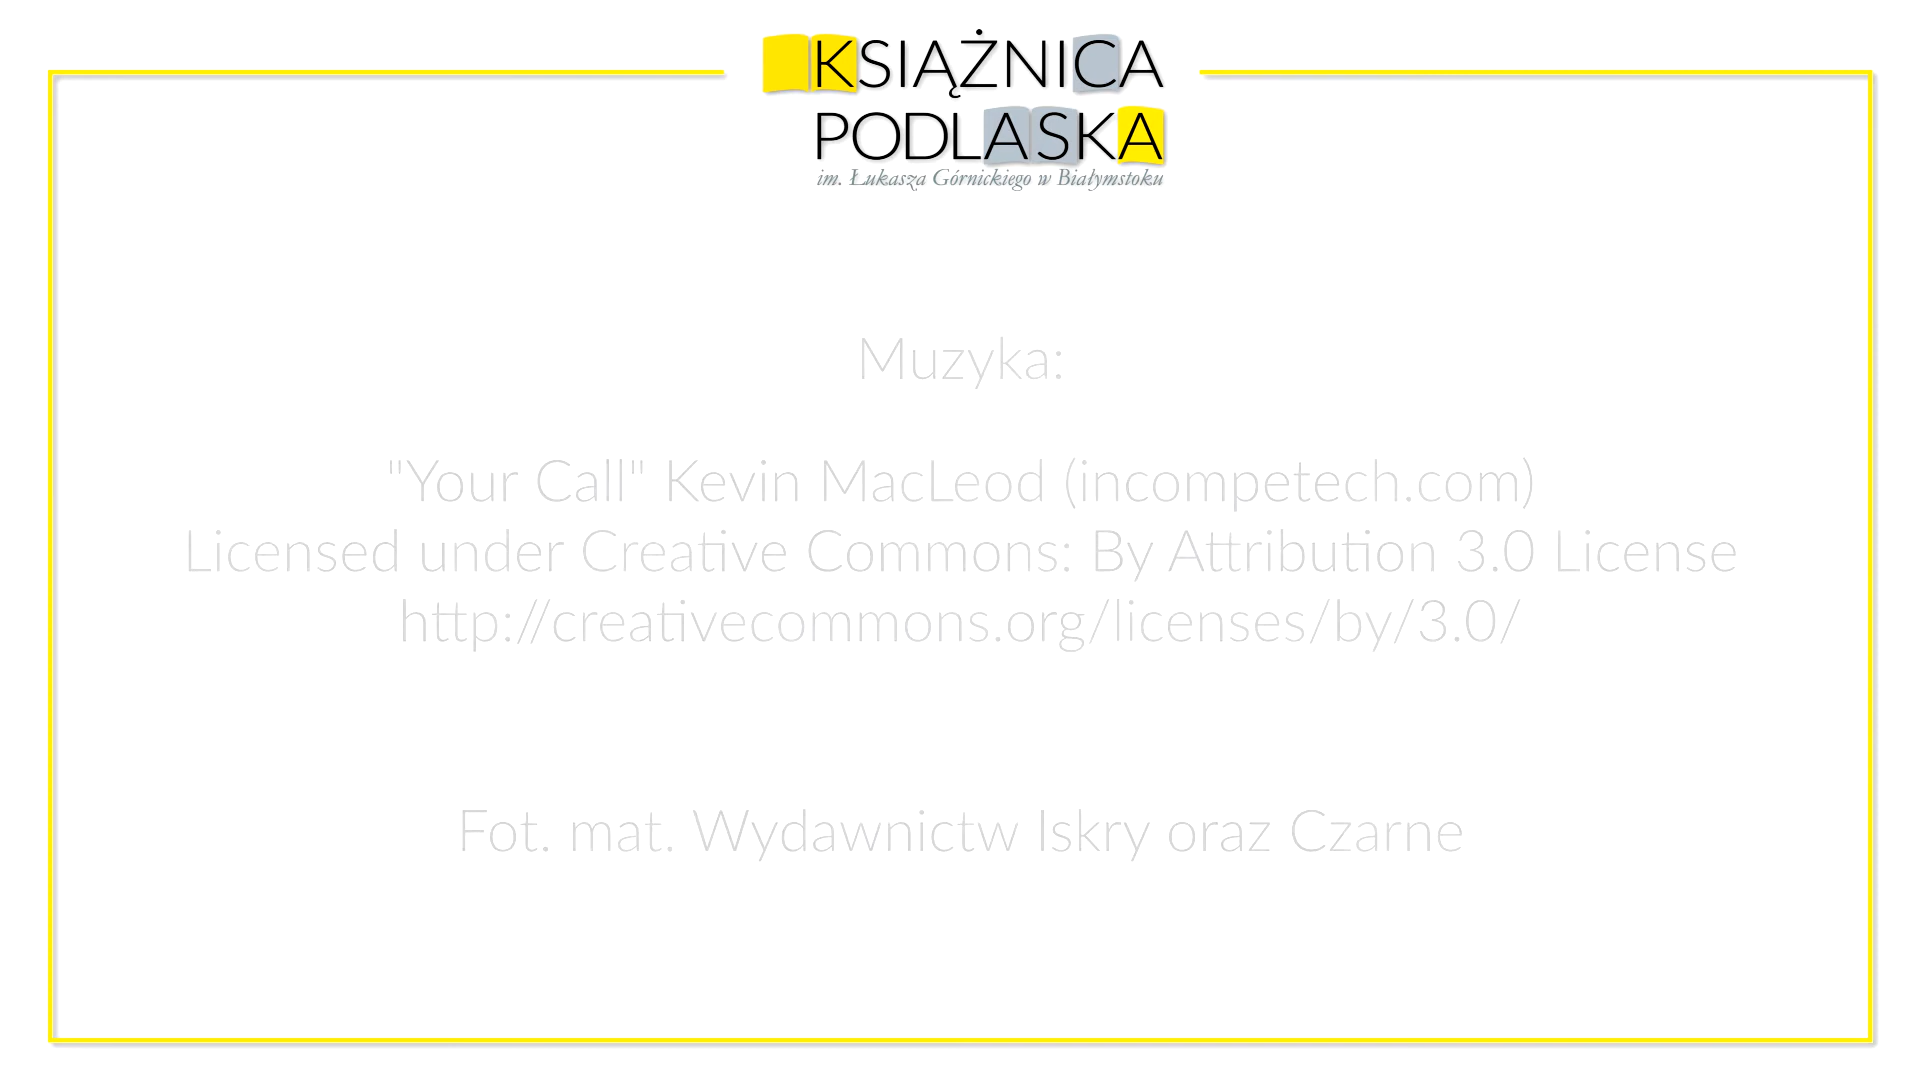 KSIĄŻNICA
PODLASKA
im. Łukasza Górnickiego w Białymstoku
Muzyka:
"Your Call" Kevin MacLeod (incompetech.com)
Licensed under Creative Commons: By Attribution 3.0 License
http://creativecommons.org/licenses/by/3.0/
Fot. mat. Wydawnictw Iskry oraz Czarne